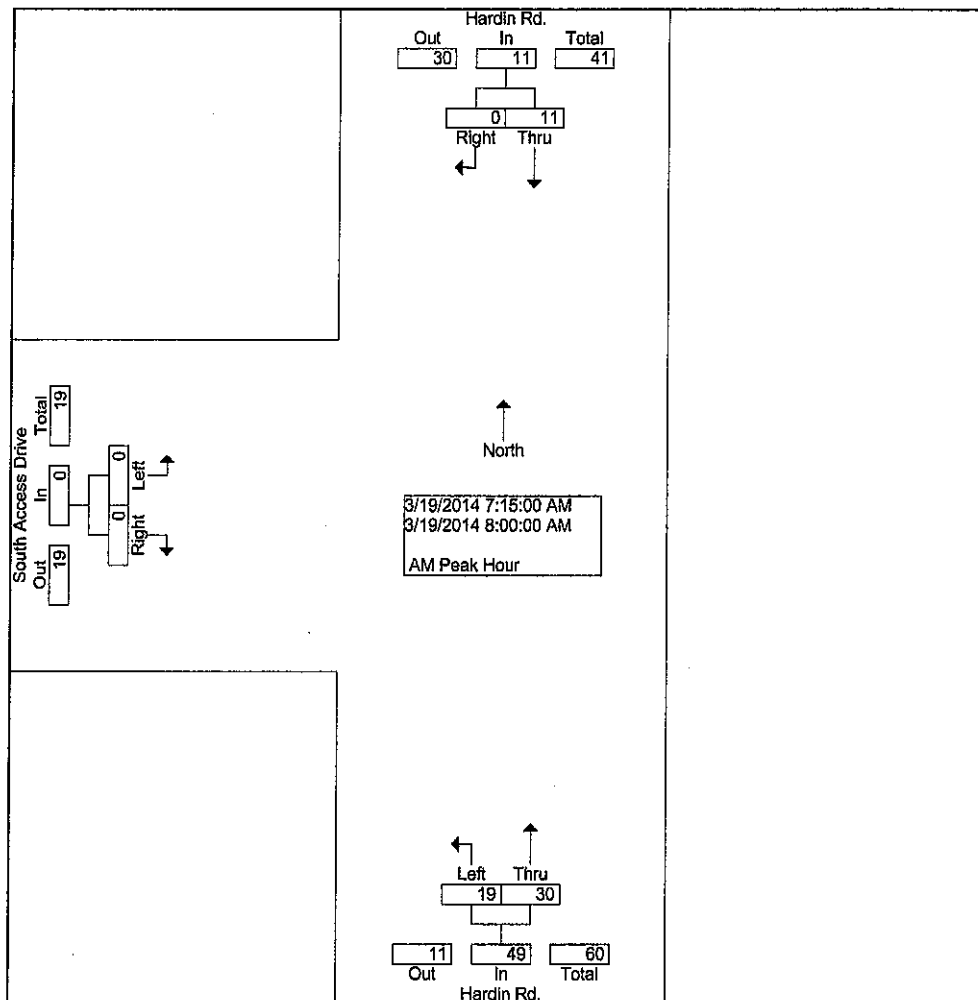 Hardin Rd.
Out In Total
30 11 41
0 11
Right Thru
South Access Drive
Total In Out
19 0 19
0 0
Left Right
North
3/19/2014 7:15:00 AM
3/19/2014 8:00:00 AM
AM Peak Hour
Left Thru
19 30
11 49 60
Out In Total
Hardin Rd.